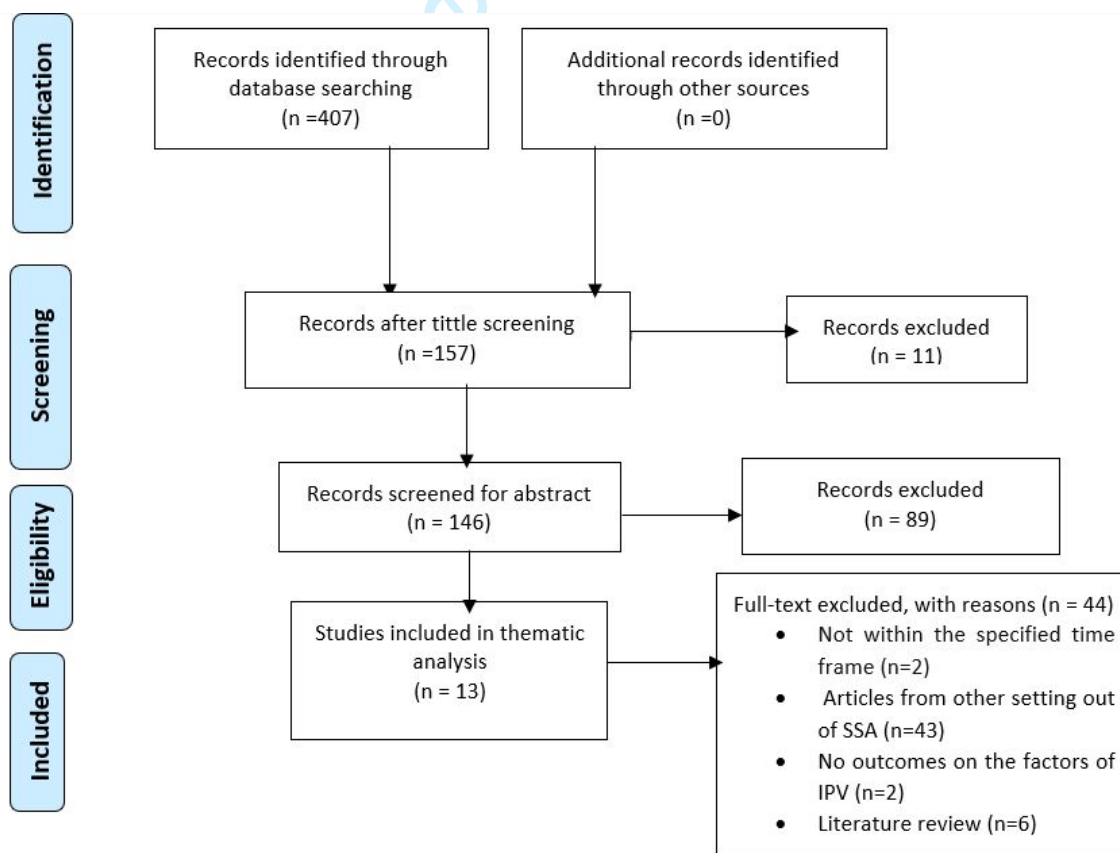 Identification
Records identified through
database searching
(n =407)
Additional records identified
through other sources
(n =0)
Screening
Records after tittle screening
(n =157)
Records excluded
(n = 11)
Eligibility
Records screened for abstract
(n = 146)
Records excluded
(n = 89)
Included
Studies included in thematic
analysis
(n = 13)
Full-text excluded, with reasons (n = 44)
• Not within the specified time
frame (n=2)
• Articles from other setting out
of SSA (n=43)
• No outcomes on the factors of
IPV (n=2)
• Literature review (n=6)